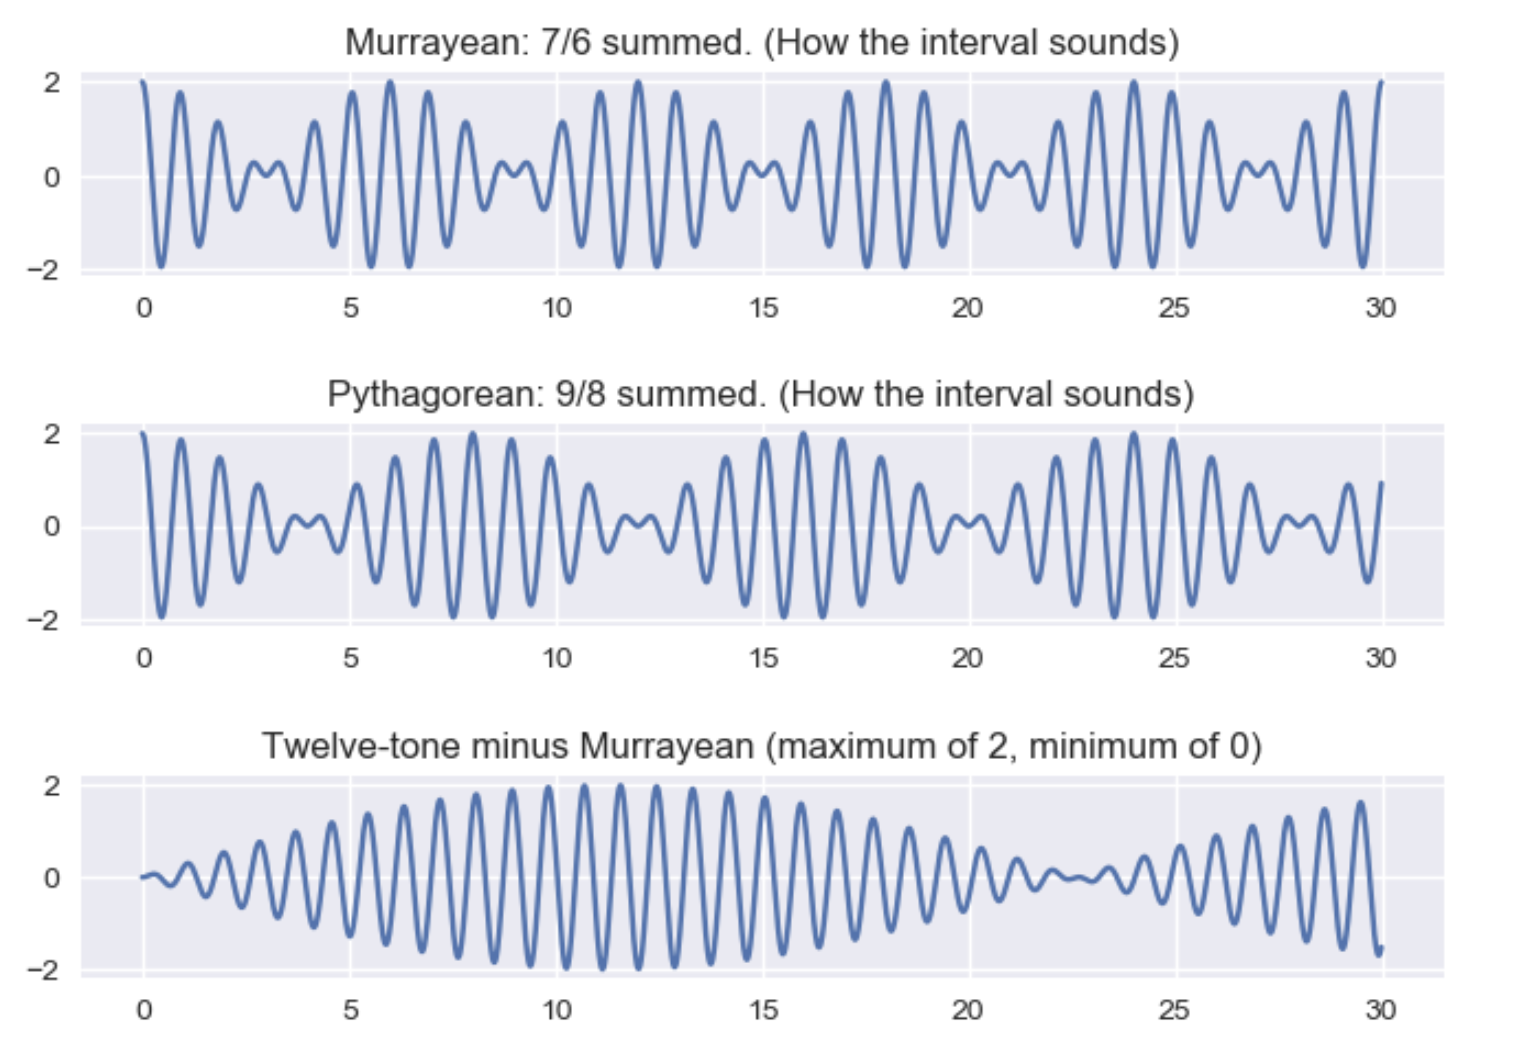 Murrayean: 7/6 summed. (How the interval sounds)
2
0
−2
0 5 10 15 20 25 30
Pythagorean: 9/8 summed. (How the interval sounds)
2
0
−2
0 5 10 15 20 25 30
Twelve-tone minus Murrayean (maximum of 2, minimum of 0)
2
0
−2
0 5 10 15 20 25 30